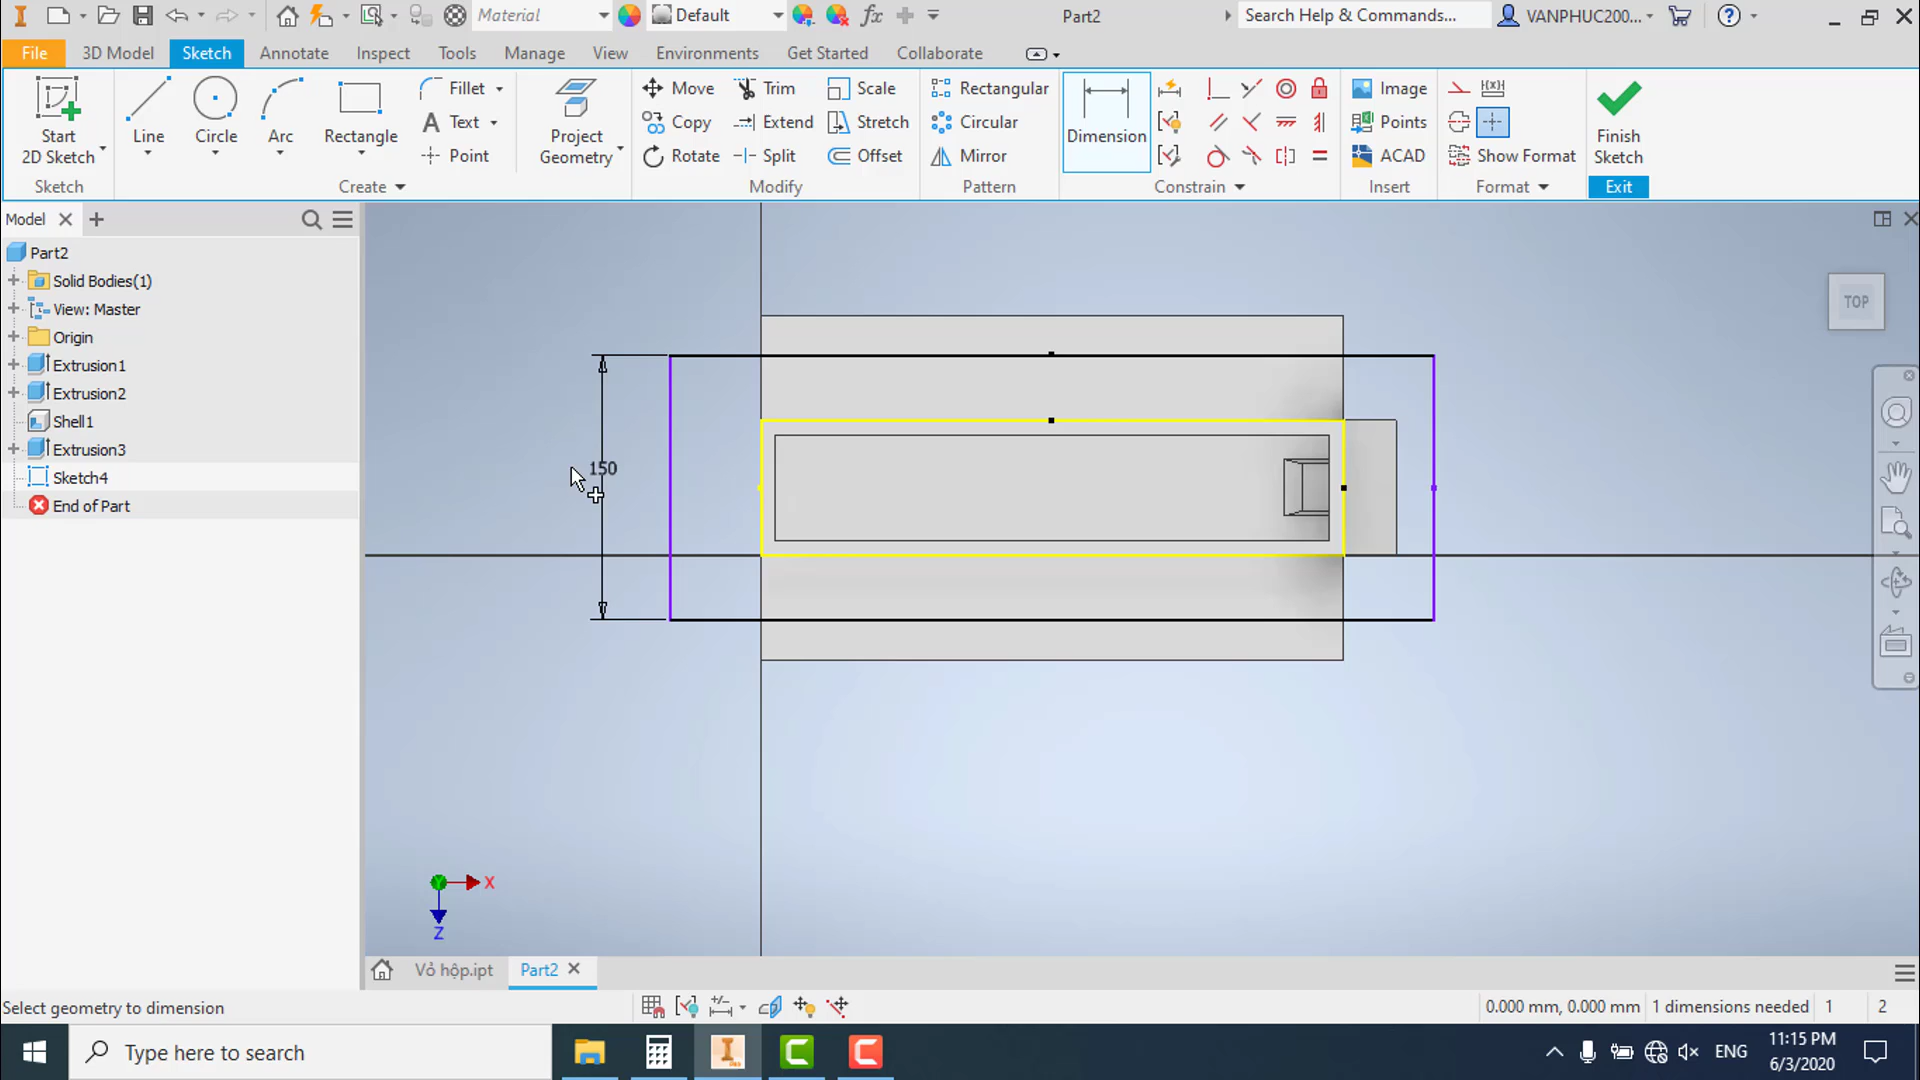 Material
Default
fx
Part2
Search Help & Commands...
VANPHUC200...
File
3D Model
Sketch
Annotate
Inspect
Tools
Manage
View
Environments
Get Started
Collaborate
Start
2D Sketch
Line
Circle
Arc
Rectangle
Fillet
Text
Point
Project
Geometry
Move
Copy
Rotate
Trim
Extend
Split
Scale
Stretch
Offset
Rectangular
Circular
Mirror
Dimension
Image
Points
ACAD
Show Format
Finish
Sketch
Sketch
Create
Modify
Pattern
Constrain
Insert
Format
Exit
Model
Part2
Solid Bodies(1)
View: Master
Origin
Extrusion1
Extrusion2
Shell1
Extrusion3
Sketch4
End of Part
150
TOP
X
Z
Vỏ hộp.ipt
Part2
Select geometry to dimension
0.000 mm, 0.000 mm
1 dimensions needed
1
2
Type here to search
ENG
11:15 PM
6/3/2020